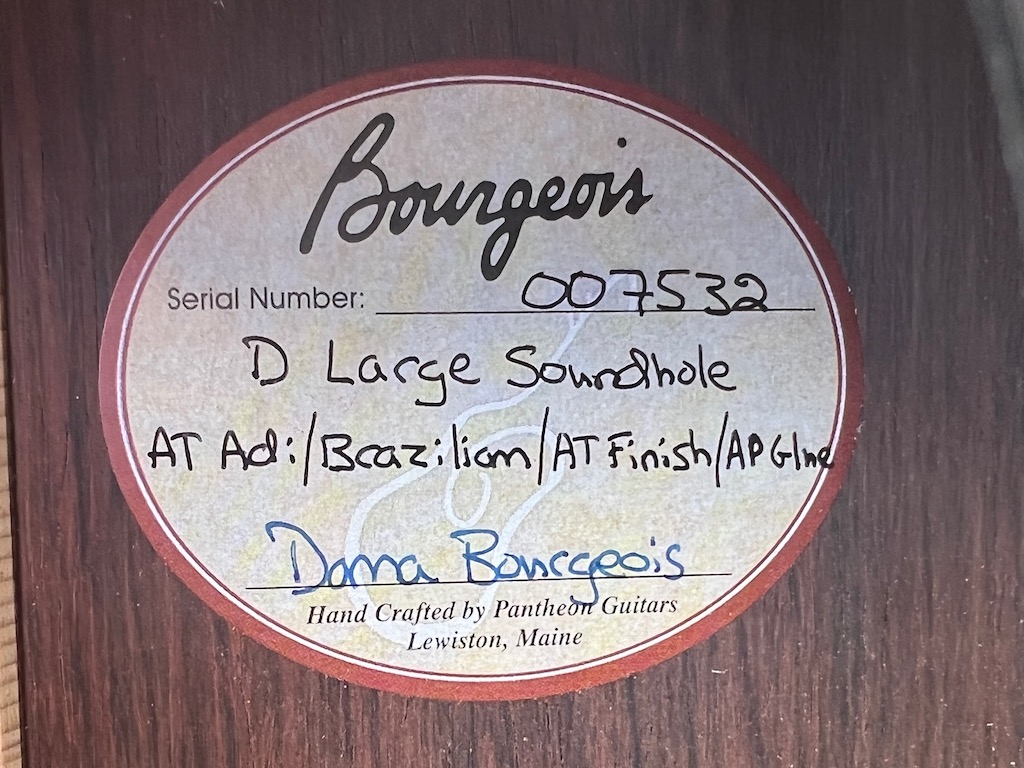 Bourgeois
Serial Number: 007532
D Large Soundhole
AT Adi/Brazilian/AT Finish/AP Glue
Dana Bourgeois
Hand Crafted by Pantheon Guitars
Lewiston, Maine